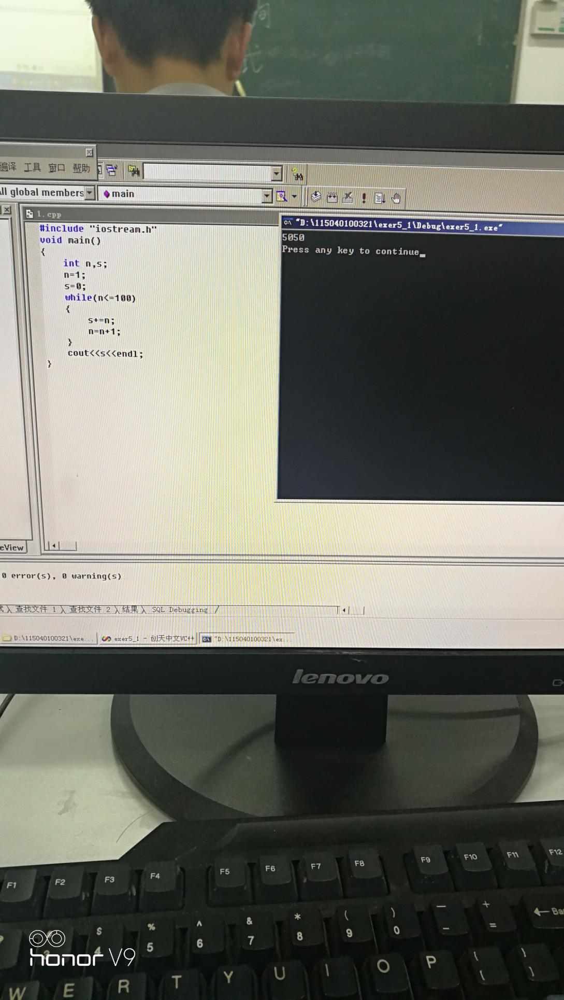 编译 工具 窗口 帮助
ll global members
main
1.cpp
#include "iostream.h"
void main()
{
int n,s;
n=1;
s=0;
while(n<=100)
{
s+=n;
n=n+1;
}
cout<<s<<endl;
}
"D:\115040100321\exer5_1\Debug\exer5_1.exe"
5050
Press any key to continue_
eView
0 error(s), 0 warning(s)
查找文件 1 查找文件 2 结果 SQL Debugging
D:\115040100321\exe...
exer5_1 - 创天中文VC++
"D:\115040100321\ex...
lenovo
F1 F2 F3 F4 F5 F6 F7 F8 F9 F10 F11 F12
$ % ^ & * ( ) — +
4 5 6 7 8 9 0 - = ← Ba
W E R T Y U I O P { }
[ ]
honor V9